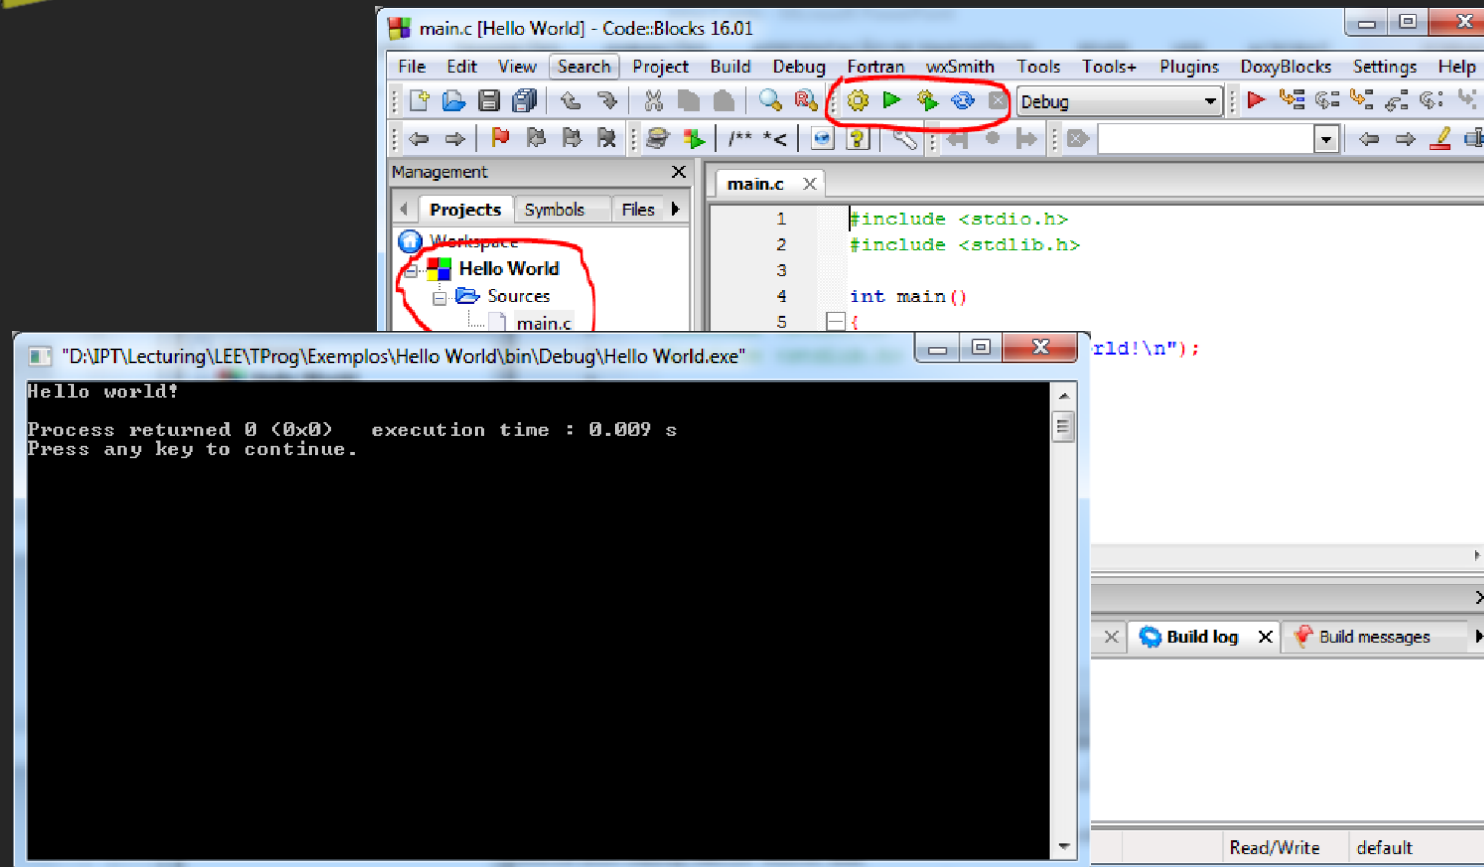 main.c [Hello World] - Code::Blocks 16.01
File Edit View Search Project Build Debug Fortran wxSmith Tools Tools+ Plugins DoxyBlocks Settings Help
Debug
/** *<
Management
Projects Symbols Files
main.c
Workspace
Hello World
Sources
main.c
1 #include <stdio.h>
2 #include <stdlib.h>
3
4 int main()
5 {
rld!\n");
"D:\IPT\Lecturing\LEE\TProg\Exemplos\Hello World\bin\Debug\Hello World.exe"
Hello world!
Process returned 0 (0x0) execution time : 0.009 s
Press any key to continue.
Build log Build messages
Read/Write default